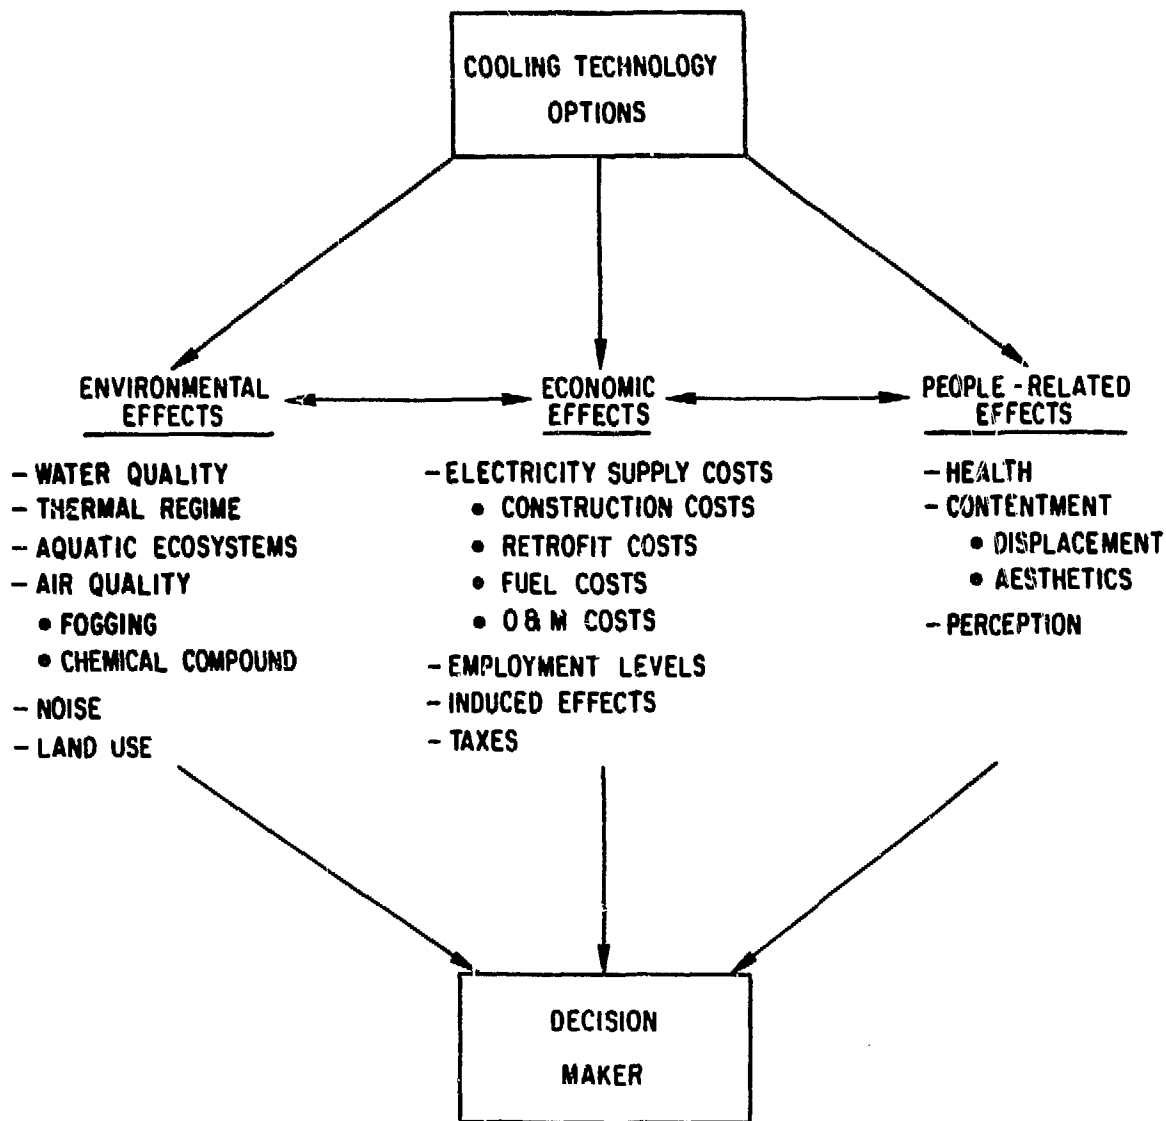 COOLING TECHNOLOGY
OPTIONS
ENVIRONMENTAL
EFFECTS
- WATER QUALITY
- THERMAL REGIME
- AQUATIC ECOSYSTEMS
- AIR QUALITY
• FOGGING
• CHEMICAL COMPOUND
- NOISE
- LAND USE
ECONOMIC
EFFECTS
- ELECTRICITY SUPPLY COSTS
• CONSTRUCTION COSTS
• RETROFIT COSTS
• FUEL COSTS
• O & M COSTS
- EMPLOYMENT LEVELS
- INDUCED EFFECTS
- TAXES
PEOPLE - RELATED
EFFECTS
- HEALTH
- CONTENTMENT
• DISPLACEMENT
• AESTHETICS
- PERCEPTION
DECISION
MAKER